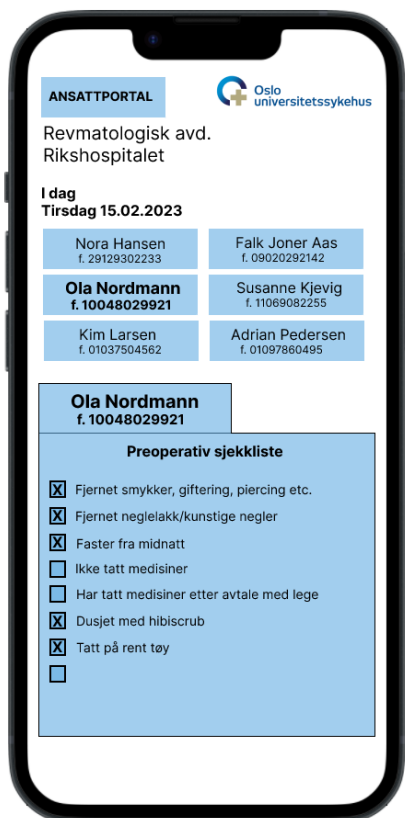 ANSATTPORTAL
Oslo
universitetssykehus
Revmatologisk avd.
Rikshospitalet
I dag
Tirsdag 15.02.2023
Nora Hansen
f. 29129302233
Falk Joner Aas
f. 09020292142
Ola Nordmann
f. 10048029921
Susanne Kjevig
f. 11069082255
Kim Larsen
f. 01037504562
Adrian Pedersen
f. 01097860495
Ola Nordmann
f. 10048029921
Preoperativ sjekkliste
X Fjernet smykker, giftering, piercing etc.
X Fjernet neglelakk/kunstige negler
X Faster fra midnatt
Ikke tatt medisiner
Har tatt medisiner etter avtale med lege
X Dusjet med hibiscrub
X Tatt på rent tøy